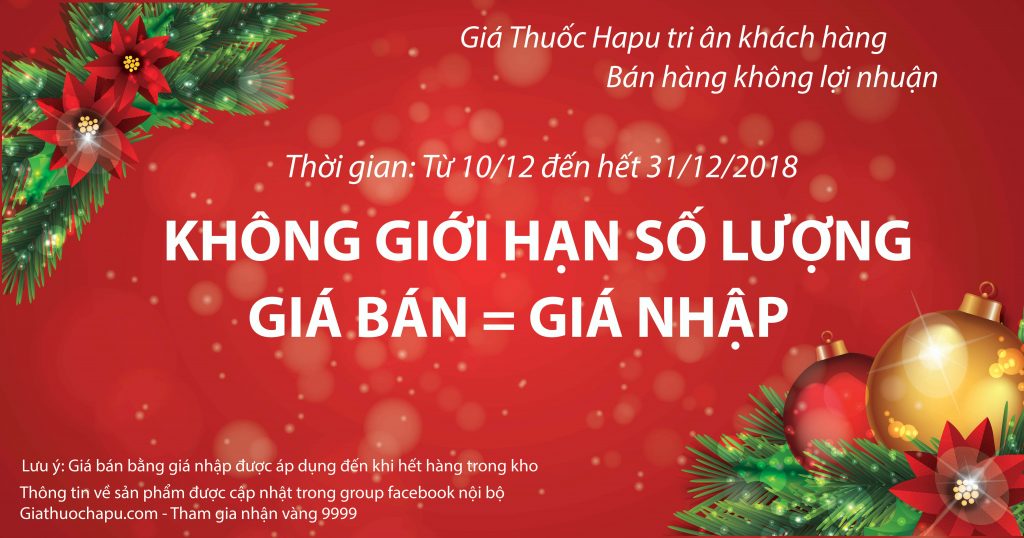 Giá Thuốc Hapu tri ân khách hàng
Bán hàng không lợi nhuận
Thời gian: Từ 10/12 đến hết 31/12/2018
KHÔNG GIỚI HẠN SỐ LƯỢNG
GIÁ BÁN = GIÁ NHẬP
Lưu ý: Giá bán bằng giá nhập được áp dụng đến khi hết hàng trong kho
Thông tin về sản phẩm được cập nhật trong group facebook nội bộ
Giathuochapu.com - Tham gia nhận vàng 9999